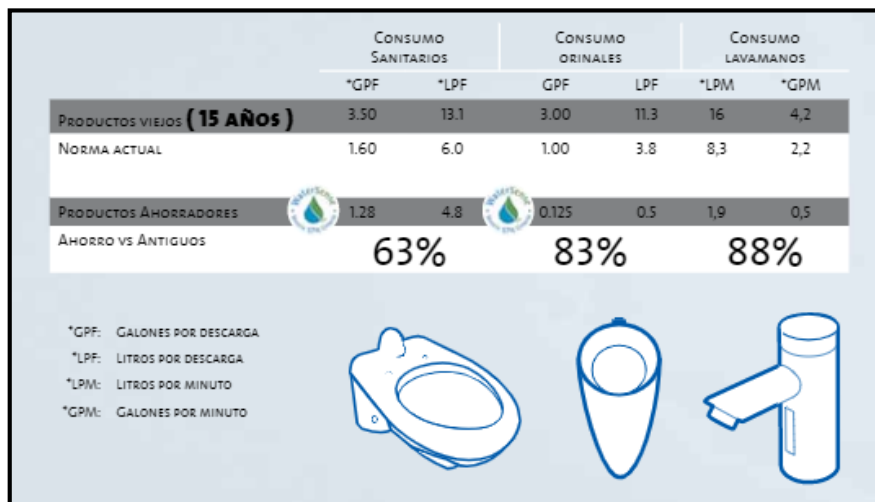 Consumo Sanitarios Consumo orinales Consumo lavamanos
*GPF *LPF GPF LPF *LPM *GPM
Productos viejos (15 AÑOS) 3.50 13.1 3.00 11.3 16 4,2
Norma actual 1.60 6.0 1.00 3.8 8,3 2,2
WaterSense WaterSense
Productos Ahorradores 1.28 4.8 0.125 0.5 1,9 0,5
Ahorro vs Antiguos 63% 83% 88%
*GPF: Galones por descarga
*LPF: Litros por descarga
*LPM: Litros por minuto
*GPM: Galones por minuto